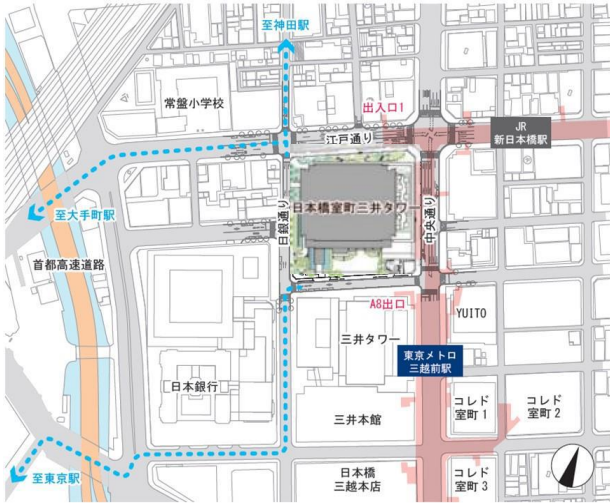 至神田駅
常盤小学校
出入口1
江戸通り
JR
新日本橋駅
日本橋室町三井タワー
至大手町駅
日銀通り
中央通り
首都高速道路
A8出口
YUITO
三井タワー
東京メトロ
三越前駅
日本銀行
コレド
室町1
コレド
室町2
三井本館
至東京駅
日本橋
三越本店
コレド
室町3